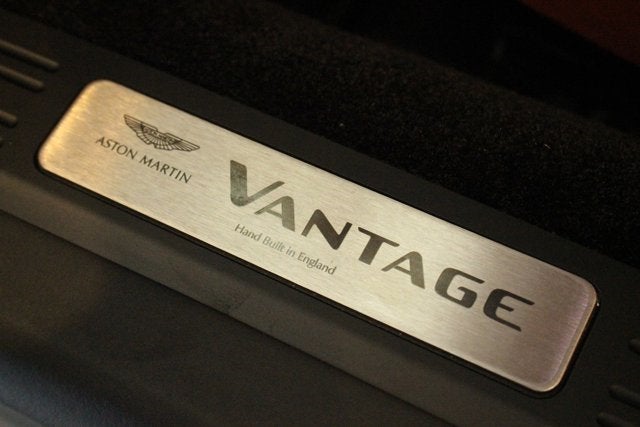 ASTON MARTIN
VANTAGE
Hand Built in England